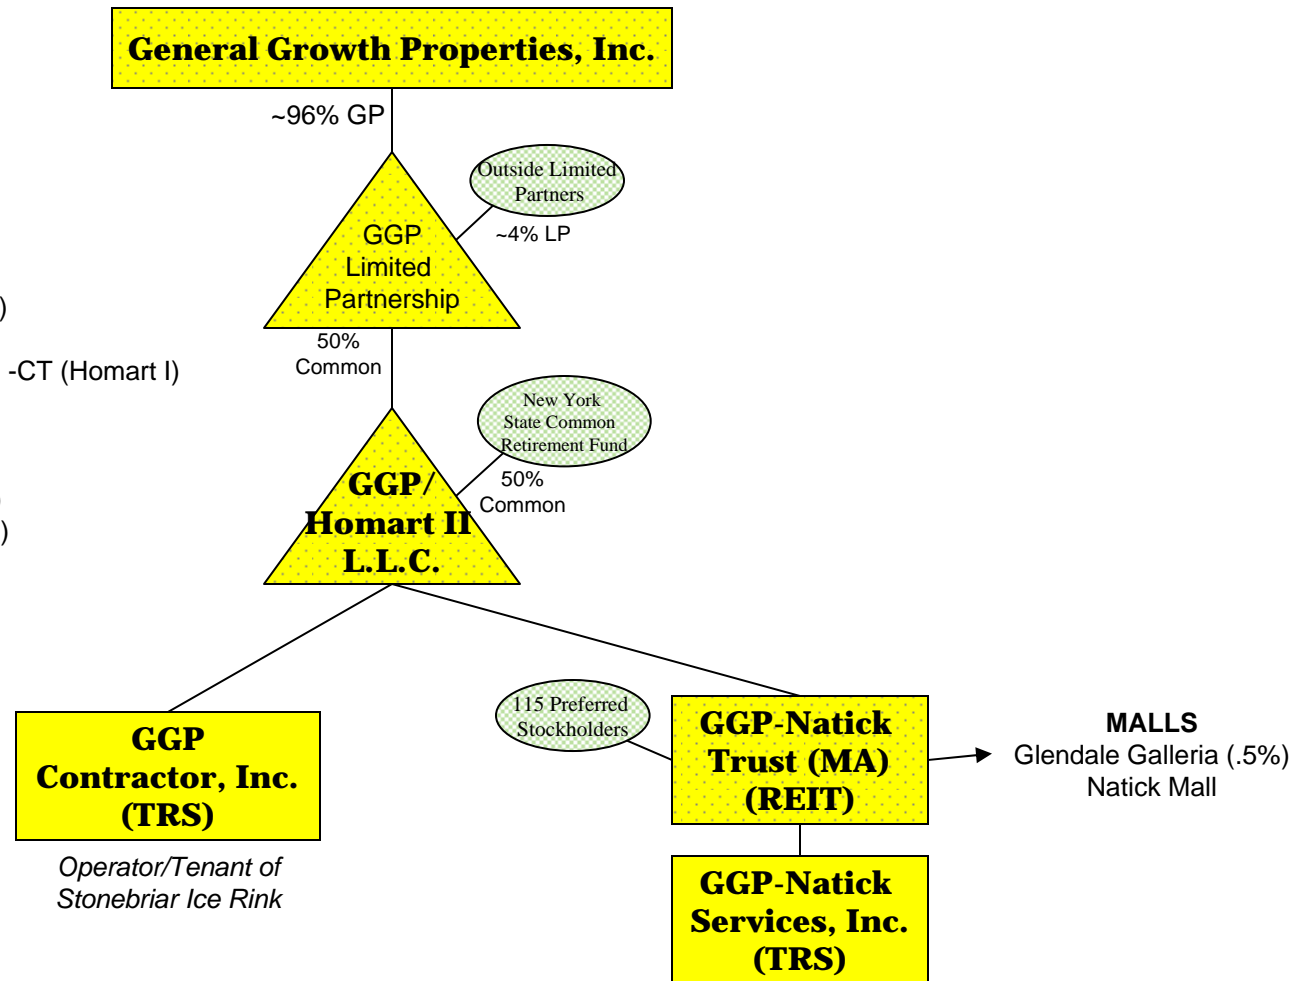 General Growth Properties, Inc.
~96% GP
Outside Limited
Partners
~4% LP
GGP
Limited
Partnership
)
50%
Common
-CT (Homart I)
New York
State Common
Retirement Fund
50%
Common
GGP/
Homart II
L.L.C.
)
115 Preferred
Stockholders
GGP
Contractor, Inc.
(TRS)
Operator/Tenant of
Stonebriar Ice Rink
GGP-Natick
Trust (MA)
(REIT)
MALLS
Glendale Galleria (.5%)
Natick Mall
GGP-Natick
Services, Inc.
(TRS)